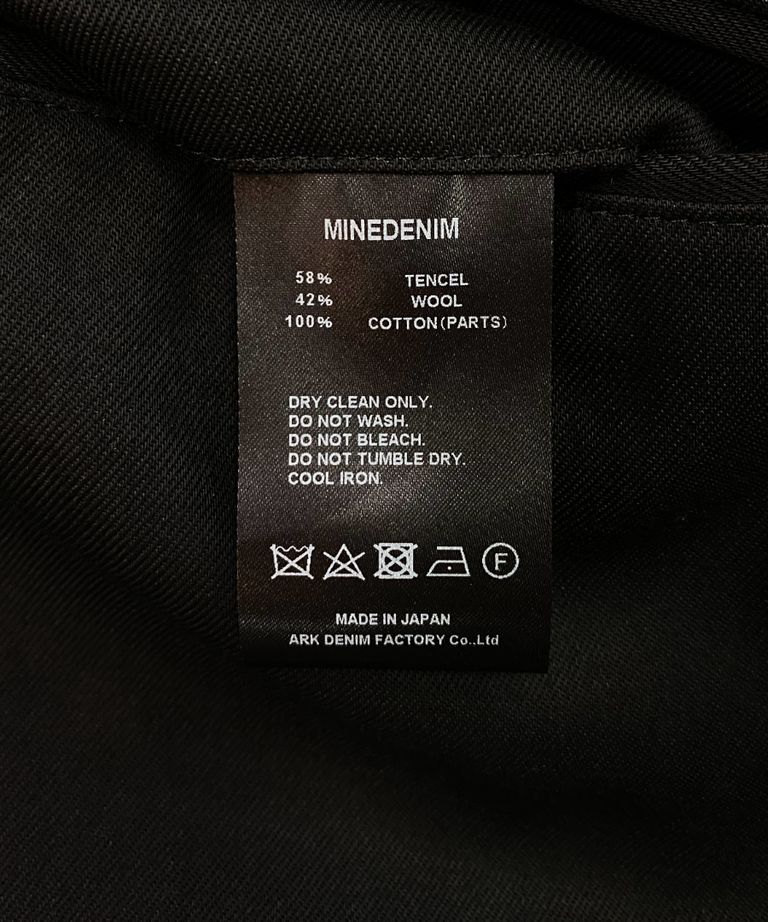 MINEDENIM
58% TENCEL
42% WOOL
100% COTTON(PARTS)
DRY CLEAN ONLY.
DO NOT WASH.
DO NOT BLEACH.
DO NOT TUMBLE DRY.
COOL IRON.
F
MADE IN JAPAN
ARK DENIM FACTORY Co..Ltd